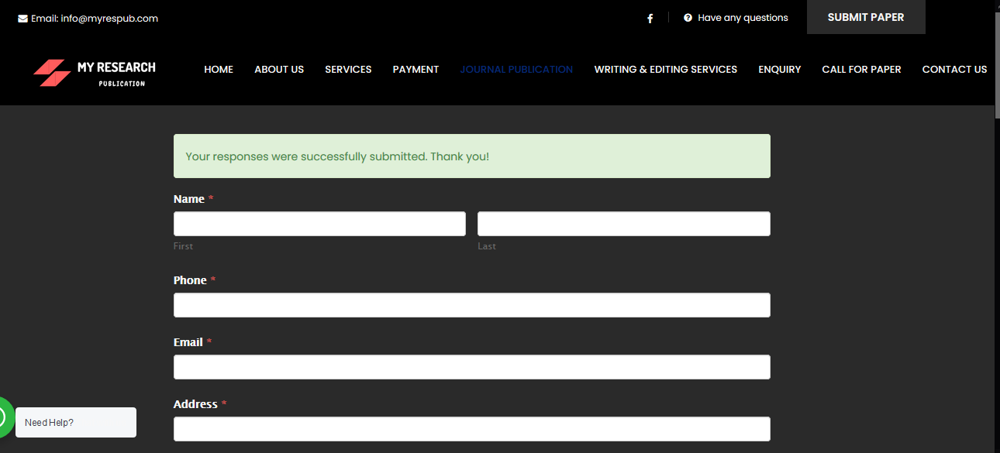 Email: info@myrespub.com
Have any questions
SUBMIT PAPER
MY RESEARCH
PUBLICATION
HOME
ABOUT US
SERVICES
PAYMENT
JOURNAL PUBLICATION
WRITING & EDITING SERVICES
ENQUIRY
CALL FOR PAPER
CONTACT US
Your responses were successfully submitted. Thank you!
Name *
First
Last
Phone *
Email *
Address *
Need Help?